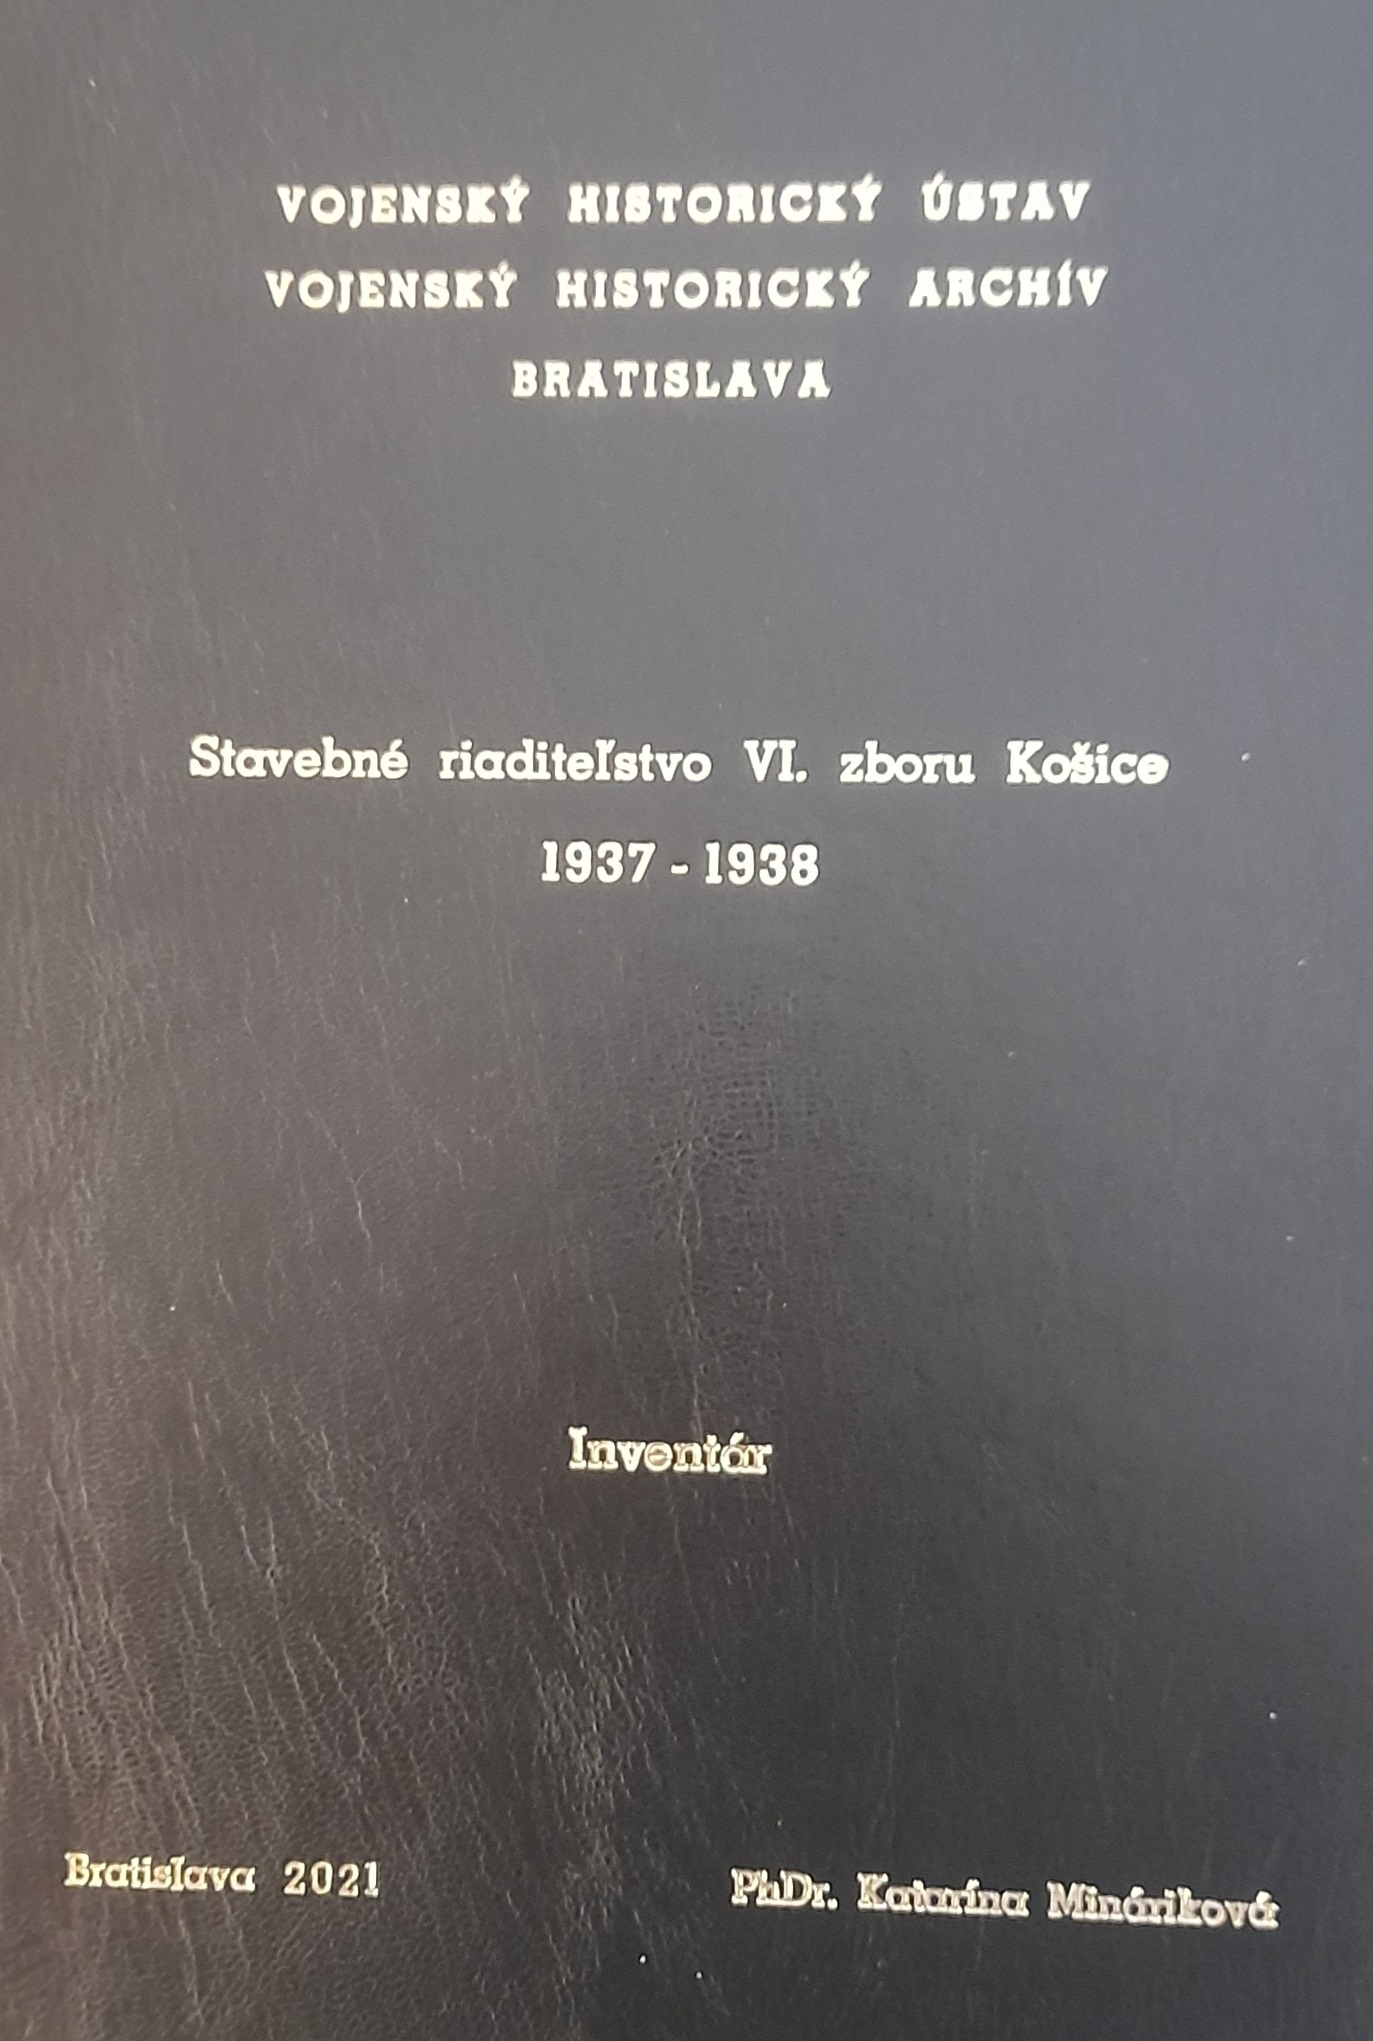 VOJENSKÝ HISTORICKÝ ÚSTAV
VOJENSKÝ HISTORICKÝ ARCHÍV
BRATISLAVA
Stavebné riaditeľstvo VI. zboru Košice
1937 - 1938
Inventár
Bratislava 2021
PhDr. Katarína Mináriková